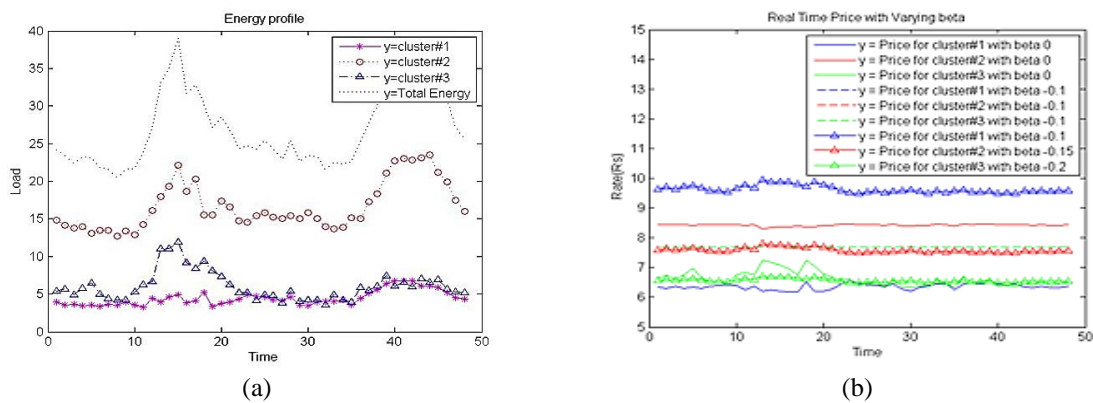 Energy profile
40
35
30
25
20
15
10
5
0
Load
0 10 20 30 40 50
Time
y=cluster#1
y=cluster#2
y=cluster#3
y=Total Energy
(a)
Real Time Price with Varying beta
15
14
13
12
11
10
9
8
7
6
5
Rate(Rs)
0 10 20 30 40 50
Time
y = Price for cluster#1 with beta 0
y = Price for cluster#2 with beta 0
y = Price for cluster#3 with beta 0
y = Price for cluster#1 with beta -0.1
y = Price for cluster#2 with beta -0.1
y = Price for cluster#3 with beta -0.1
y = Price for cluster#1 with beta -0.1
y = Price for cluster#2 with beta -0.15
y = Price for cluster#3 with beta -0.2
(b)